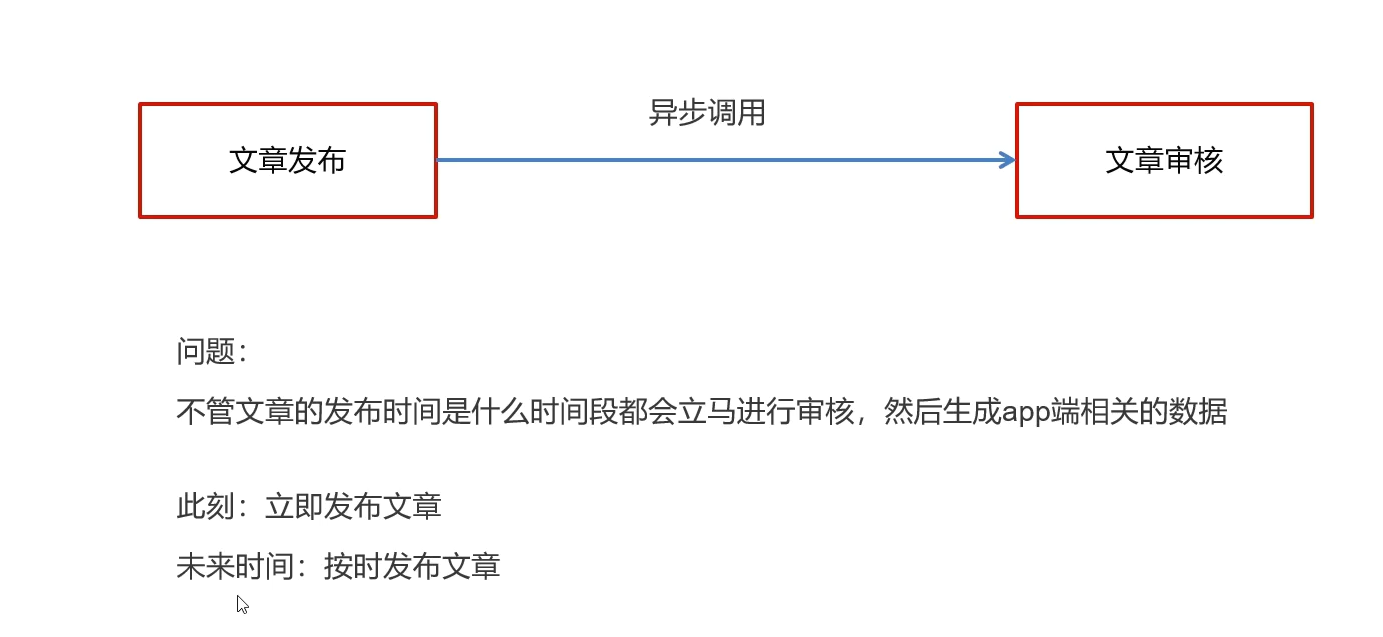 异步调用
文章发布
文章审核
问题：
不管文章的发布时间是什么时间段都会立马进行审核，然后生成app端相关的数据
此刻：立即发布文章
未来时间：按时发布文章